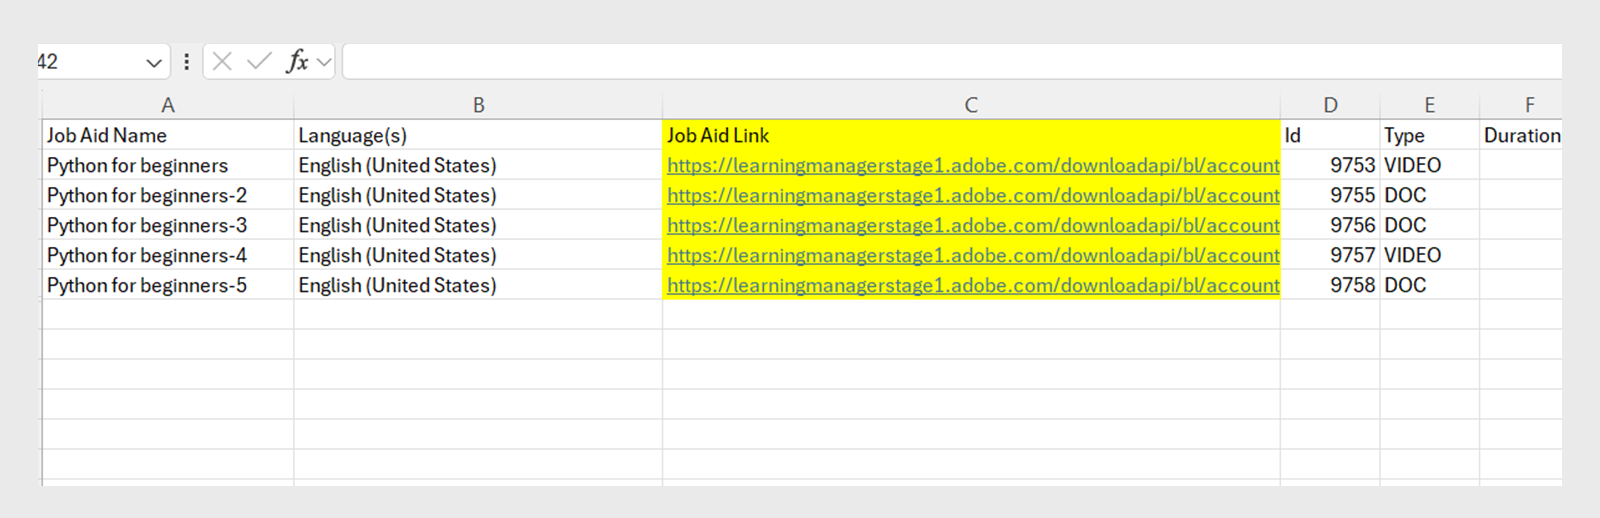 42 fx
A B C D E F
Job Aid Name Language(s) Job Aid Link Id Type Duration
Python for beginners English (United States) https://learningmanagerstage1.adobe.com/downloadapi/bl/account 9753 VIDEO
Python for beginners-2 English (United States) https://learningmanagerstage1.adobe.com/downloadapi/bl/account 9755 DOC
Python for beginners-3 English (United States) https://learningmanagerstage1.adobe.com/downloadapi/bl/account 9756 DOC
Python for beginners-4 English (United States) https://learningmanagerstage1.adobe.com/downloadapi/bl/account 9757 VIDEO
Python for beginners-5 English (United States) https://learningmanagerstage1.adobe.com/downloadapi/bl/account 9758 DOC